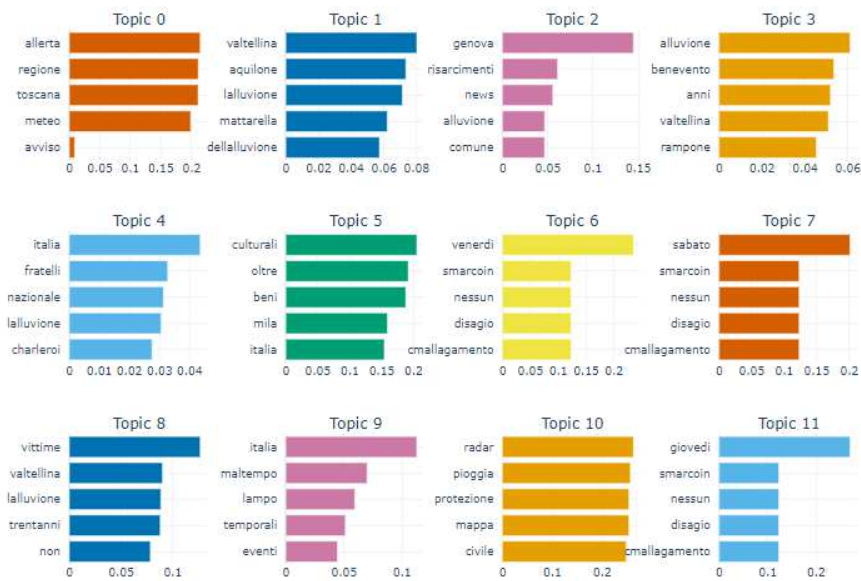 Topic 0
allerta
regione
toscana
meteo
avviso
0 0.05 0.1 0.15 0.2
Topic 1
valtellina
aquilone
lalluvione
mattarella
dellalluvione
0 0.02 0.04 0.06 0.08
Topic 2
genova
risarcimenti
news
alluvione
comune
0 0.05 0.1 0.15
Topic 3
alluvione
benevento
anni
valtellina
rampone
0 0.02 0.04 0.06
Topic 4
italia
fratelli
nazionale
lalluvione
charleroi
0 0.01 0.02 0.03 0.04
Topic 5
culturali
oltre
beni
mila
italia
0 0.05 0.1 0.15 0.2
Topic 6
venerdi
smarcoin
nessun
disagio
cmallagamento
0 0.05 0.1 0.15 0.2
Topic 7
sabato
smarcoin
nessun
disagio
cmallagamento
0 0.05 0.1 0.15 0.2
Topic 8
vittime
valtellina
lalluvione
trentanni
non
0 0.05 0.1
Topic 9
italia
maltempo
lampo
temporali
eventi
0 0.05 0.1
Topic 10
radar
pioggia
protezione
mappa
civile
0 0.1 0.2
Topic 11
giovedi
smarcoin
nessun
disagio
cmallagamento
0 0.1 0.2